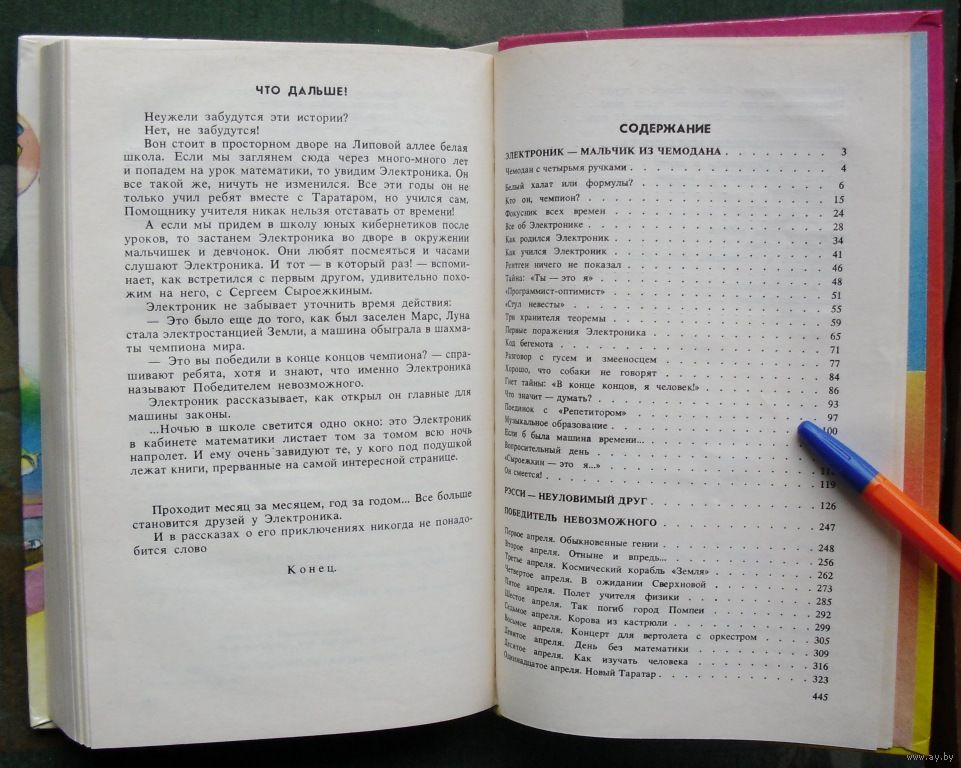 ЧТО ДАЛЬШЕ!
Неужели забудутся эти истории?
Нет, не забудутся!
Вон стоит в просторном дворе на Липовой аллее белая
школа. Если мы заглянем сюда через много-много лет
и попадем на урок математики, то увидим Электроника. Он
все такой же, ничуть не изменился. Все эти годы он не
только учил ребят вместе с Таратаром, но и учился сам.
Помощнику учителя никак нельзя отставать от времени!
А если мы придем в школу юных кибернетиков после
уроков, то застанем Электроника во дворе в окружении
мальчишек и девчонок. Они любят посмеяться и часами
слушают Электроника. И тот — в который раз! — вспоми-
нает, как встретился с первым другом, удивительно похо-
жим на него, с Сергеем Сыроежкиным.
Электроник не забывает уточнить время действия:
— Это было еще до того, как был заселен Марс, Луна
стала электростанцией Земли, а машина обыграла в шахма-
ты чемпиона мира.
— Это вы победили в конце концов чемпиона? — спра-
шивают ребята, хотя и знают, что именно Электроника
называют Победителем невозможного.
Электроник рассказывает, как открыл он главные для
машины законы.
...Ночью в школе светится одно окно: это Электроник
в кабинете математики листает том за томом всю ночь
напролет. И ему очень завидуют те, у кого под подушкой
лежат книги, прерванные на самой интересной странице.
Проходит месяц за месяцем, год за годом... Все больше
становится друзей у Электроника.
И в рассказах о его приключениях никогда не понадо-
бится слово
Конец.
СОДЕРЖАНИЕ
ЭЛЕКТРОНИК — МАЛЬЧИК ИЗ ЧЕМОДАНА . . . . . . 3
Чемодан с четырьмя ручками . . . . . . 4
Белый халат или формулы? . . . . . . 6
Кто он, чемпион? . . . . . . 15
Фокусник всех времен . . . . . . 24
Все об Электронике . . . . . . 28
Как родился Электроник . . . . . . 34
Как учился Электроник . . . . . . 41
Рентген ничего не показал . . . . . . 46
Тайна: «Ты — это я» . . . . . . 48
«Программист-оптимист» . . . . . . 51
«Стул невесты» . . . . . . 55
Три хранителя теоремы . . . . . . 59
Первые поражения Электроника . . . . . . 65
Код бегемота . . . . . . 71
Разговор с гусем и змееносцем . . . . . . 77
Хорошо, что собаки не говорят . . . . . . 84
Гнет тайны: «В конце концов, я человек!» . . . . . . 86
Что значит — думать? . . . . . . 93
Поединок с «Репетитором» . . . . . . 97
Музыкальное образование . . . . . . 100
Если б была машина времени... . . . . . .
Вопросительный день . . . . . .
«Сыроежкин — это я...» . . . . . .
Он смеется! . . . . . . 119
РЭССИ — НЕУЛОВИМЫЙ ДРУГ . . . . . . 126
ПОБЕДИТЕЛЬ НЕВОЗМОЖНОГО . . . . . . 247
Первое апреля. Обыкновенные гении . . . . . . 248
Второе апреля. Отныне и впредь... . . . . . . 256
Третье апреля. Космический корабль «Земля» . . . . . . 262
Четвертое апреля. В ожидании Сверхновой . . . . . . 273
Пятое апреля. Полет учителя физики . . . . . . 285
Шестое апреля. Так погиб город Помпеи . . . . . . 292
Седьмое апреля. Корова из кастрюли . . . . . . 299
Восьмое апреля. Концерт для вертолета с оркестром . . . . . . 305
Девятое апреля. День без математики . . . . . . 309
Десятое апреля. Как изучать человека . . . . . . 316
Одиннадцатое апреля. Новый Таратар . . . . . . 323
445
www.ay.by